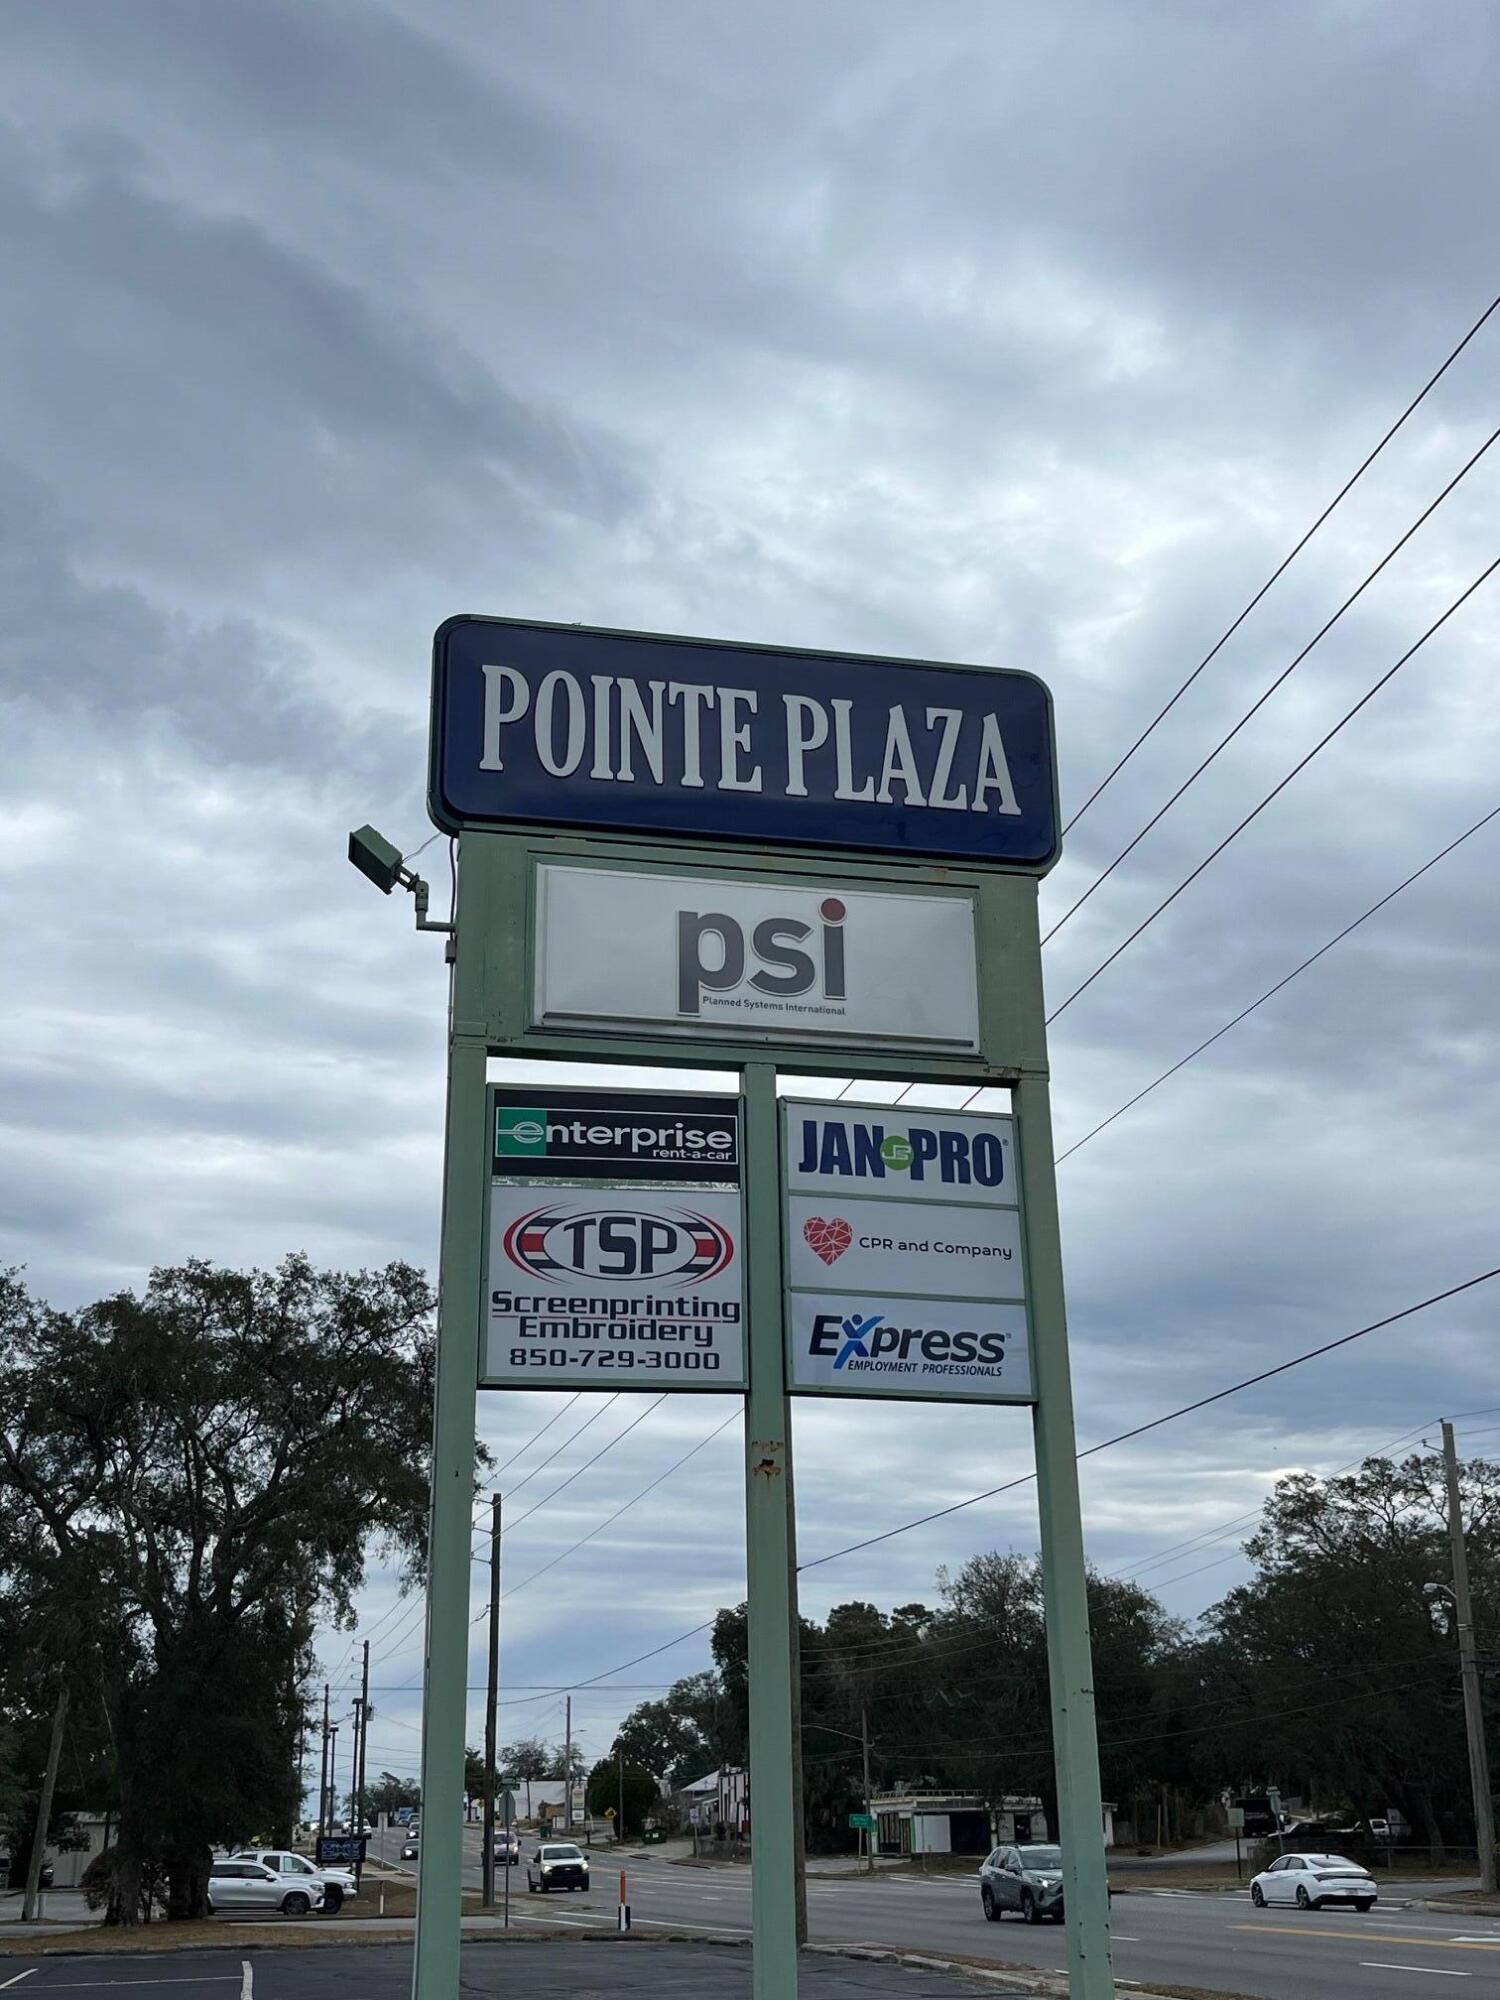 POINTE PLAZA
psi
Planned Systems International
enterprise
rent-a-car
TSP
Screenprinting
Embroidery
850-729-3000
JAN PRO
CPR and Company
Express
EMPLOYMENT PROFESSIONALS